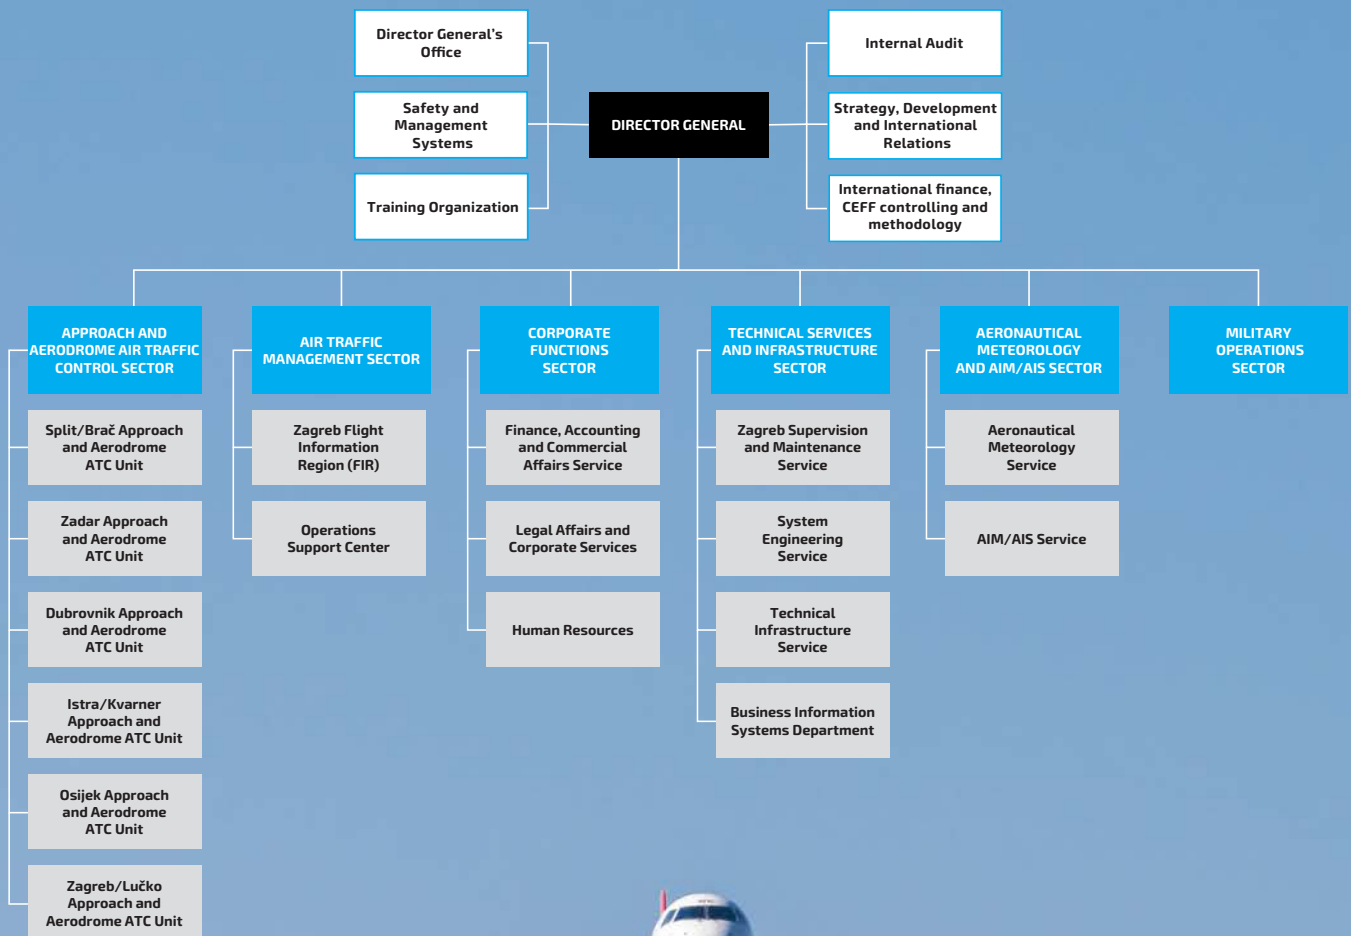 Director General's
Office
Safety and
Management
Systems
Training Organization
DIRECTOR GENERAL
Internal Audit
Strategy, Development
and International
Relations
International finance,
CEFF controlling and
methodology
APPROACH AND
AERODROME AIR TRAFFIC
CONTROL SECTOR
Split/Brač Approach
and Aerodrome
ATC Unit
Zadar Approach
and Aerodrome
ATC Unit
Dubrovnik Approach
and Aerodrome
ATC Unit
Istra/Kvarner
Approach and
Aerodrome ATC Unit
Osijek Approach
and Aerodrome
ATC Unit
Zagreb/Lučko
Approach and
Aerodrome ATC Unit
AIR TRAFFIC
MANAGEMENT SECTOR
Zagreb Flight
Information
Region (FIR)
Operations
Support Center
CORPORATE
FUNCTIONS
SECTOR
Finance, Accounting
and Commercial
Affairs Service
Legal Affairs and
Corporate Services
Human Resources
TECHNICAL SERVICES
AND INFRASTRUCTURE
SECTOR
Zagreb Supervision
and Maintenance
Service
System
Engineering
Service
Technical
Infrastructure
Service
Business Information
Systems Department
AERONAUTICAL
METEOROLOGY
AND AIM/AIS SECTOR
Aeronautical
Meteorology
Service
AIM/AIS Service
MILITARY
OPERATIONS
SECTOR